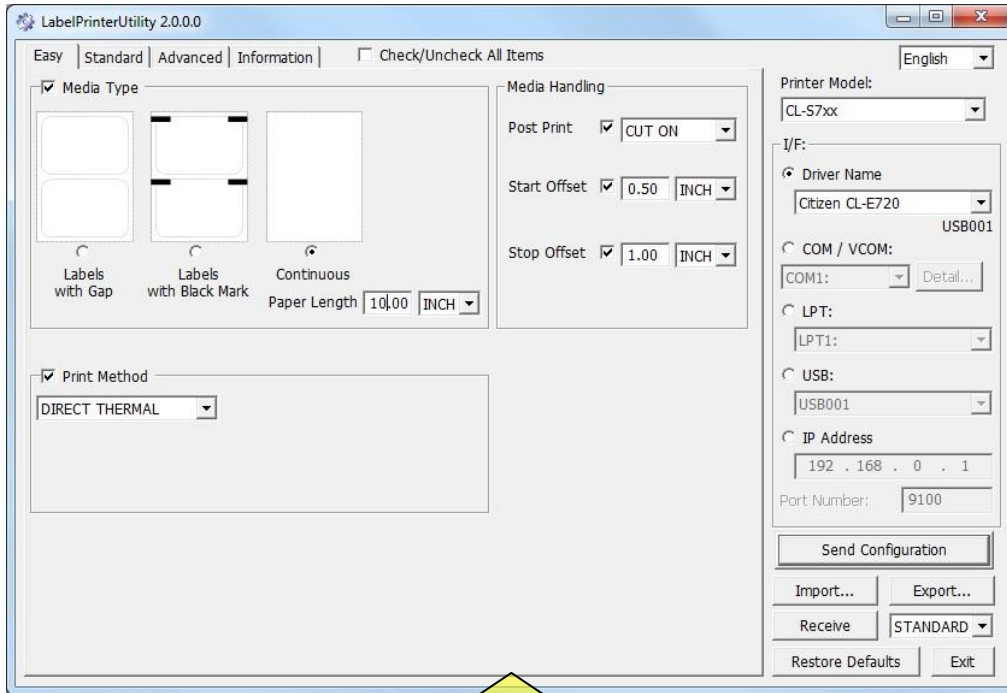 LabelPrinterUtility 2.0.0.0
Easy
Standard
Advanced
Information
Check/Uncheck All Items
English
Media Type
Labels
with Gap
Labels
with Black Mark
Continuous
Paper Length 10.00 INCH
Media Handling
Post Print CUT ON
Start Offset 0.50 INCH
Stop Offset 1.00 INCH
Print Method
DIRECT THERMAL
Printer Model:
CL-S7xx
I/F:
Driver Name
Citizen CL-E720
USB001
COM / VCOM:
COM1: Detail...
LPT:
LPT1:
USB:
USB001
IP Address
192 . 168 . 0 . 1
Port Number: 9100
Send Configuration
Import... Export...
Receive STANDARD
Restore Defaults Exit